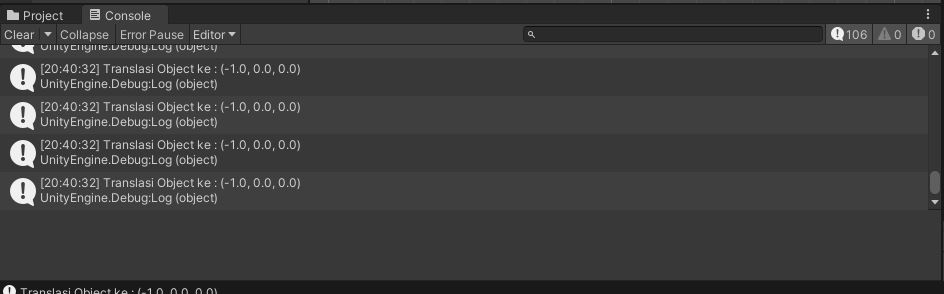 Project Console
Clear Collapse Error Pause Editor 106 0 0
UnityEngine.Debug:Log (object)
[20:40:32] Translasi Object ke : (-1.0, 0.0, 0.0)
UnityEngine.Debug:Log (object)
[20:40:32] Translasi Object ke : (-1.0, 0.0, 0.0)
UnityEngine.Debug:Log (object)
[20:40:32] Translasi Object ke : (-1.0, 0.0, 0.0)
UnityEngine.Debug:Log (object)
[20:40:32] Translasi Object ke : (-1.0, 0.0, 0.0)
UnityEngine.Debug:Log (object)
Translasi Object ke : (-1.0, 0.0, 0.0)